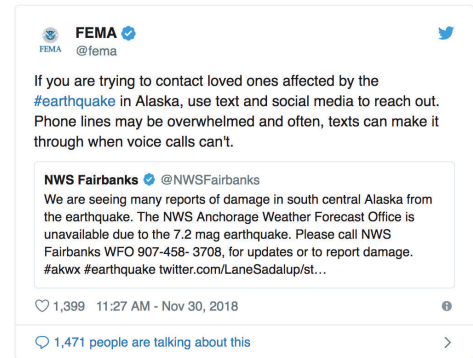 FEMA
FEMA
@fema
If you are trying to contact loved ones affected by the
#earthquake in Alaska, use text and social media to reach out.
Phone lines may be overwhelmed and often, texts can make it
through when voice calls can't.
NWS Fairbanks @NWSFairbanks
We are seeing many reports of damage in south central Alaska from
the earthquake. The NWS Anchorage Weather Forecast Office is
unavailable due to the 7.2 mag earthquake. Please call NWS
Fairbanks WFO 907-458- 3708, for updates or to report damage.
#akwx #earthquake twitter.com/LaneSadalup/st…
1,399 11:27 AM - Nov 30, 2018
1,471 people are talking about this